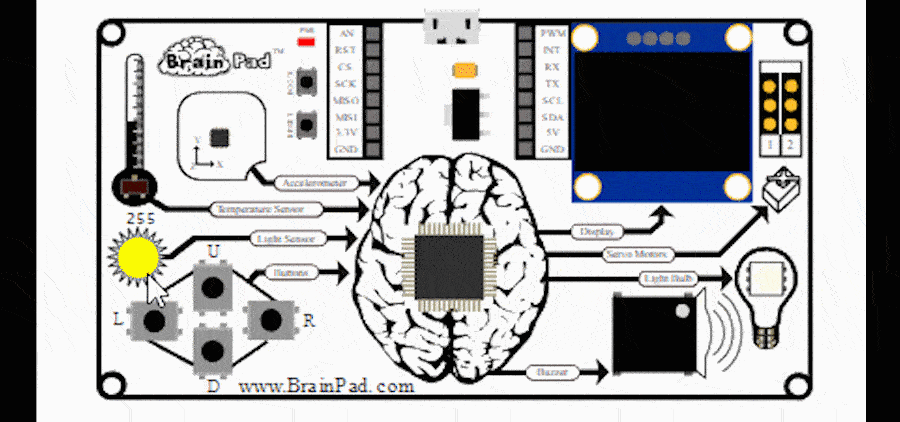 Brain Pad™
PWR
AN
RST
CS
SCK
MISO
MISI
3.3V
GND
PWM
INT
RX
TX
SCL
SDA
5V
GND
1 2
Y
Z X
Accelerometer
Temperature Sensor
255
Light Sensor
Display
Servo Motors
U
Buttons
Light Bulb
L
R
Buzzer
D
www.BrainPad.com